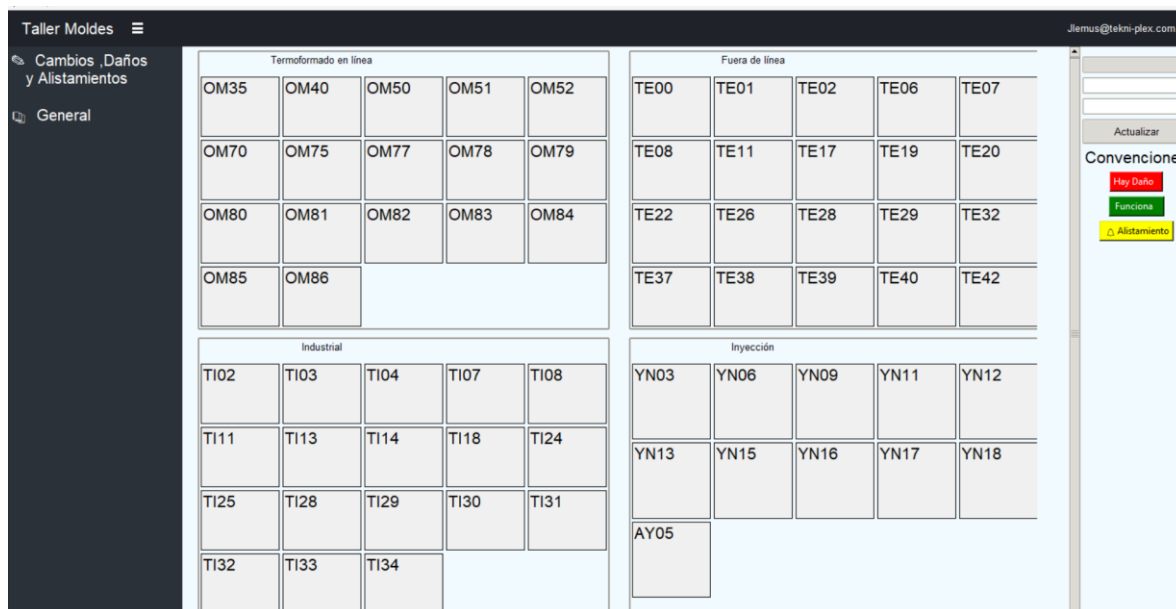 Taller Moldes ☰
Jlemus@tekni-plex.com
Cambios ,Daños
y Alistamientos
General
Termoformado en línea
OM35 OM40 OM50 OM51 OM52
OM70 OM75 OM77 OM78 OM79
OM80 OM81 OM82 OM83 OM84
OM85 OM86
Fuera de línea
TE00 TE01 TE02 TE06 TE07
TE08 TE11 TE17 TE19 TE20
TE22 TE26 TE28 TE29 TE32
TE37 TE38 TE39 TE40 TE42
Industrial
TI02 TI03 TI04 TI07 TI08
TI11 TI13 TI14 TI18 TI24
TI25 TI28 TI29 TI30 TI31
TI32 TI33 TI34
Inyección
YN03 YN06 YN09 YN11 YN12
YN13 YN15 YN16 YN17 YN18
AY05
Actualizar
Convencione
Hay Daño
Funciona
Alistamiento